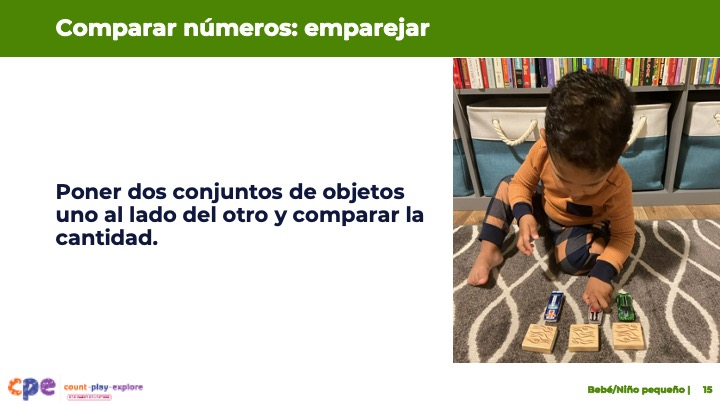 Comparar números: emparejar
Poner dos conjuntos de objetos
uno al lado del otro y comparar la
cantidad.
cpe count-play-explore
Bebé/Niño pequeño | 15